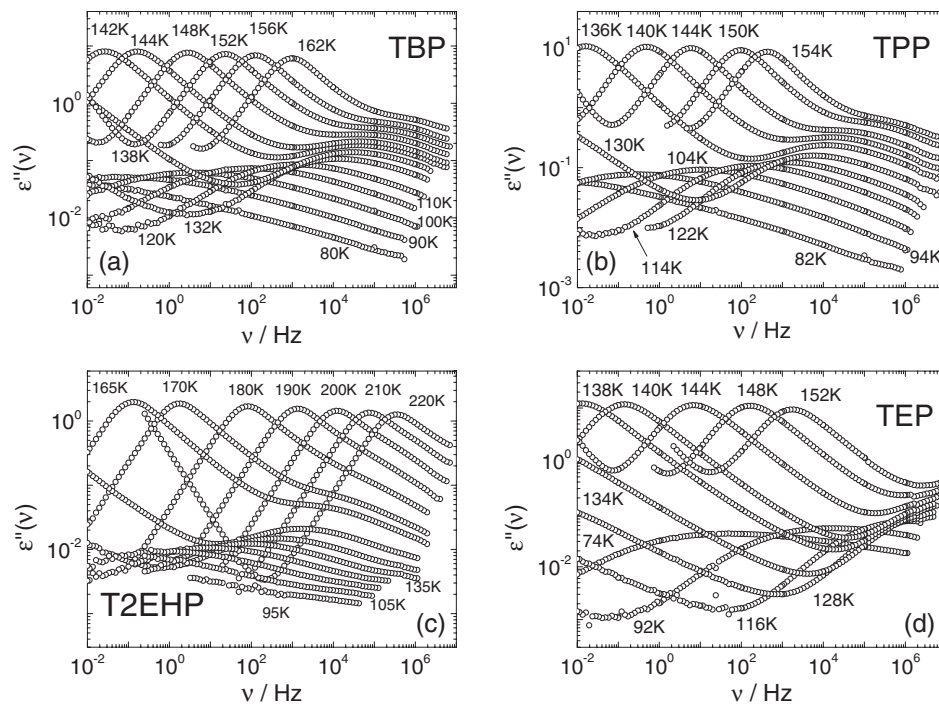 142K 144K 148K 152K 156K 162K TBP
138K
120K 132K 80K 90K 100K 110K
(a)
ε''(ν)
10^0
10^-2
10^-2 10^0 10^2 10^4 10^6
ν / Hz
136K 140K 144K 150K 154K TPP
130K 104K
114K 122K 82K 94K
(b)
ε''(ν)
10^1
10^-1
10^-3
10^-2 10^0 10^2 10^4 10^6
ν / Hz
165K 170K 180K 190K 200K 210K 220K
T2EHP 95K 105K 135K
(c)
ε''(ν)
10^0
10^-2
10^-2 10^0 10^2 10^4 10^6
ν / Hz
138K 140K 144K 148K 152K TEP
134K
74K
92K 116K 128K
(d)
ε''(ν)
10^0
10^-2
10^-2 10^0 10^2 10^4 10^6
ν / Hz